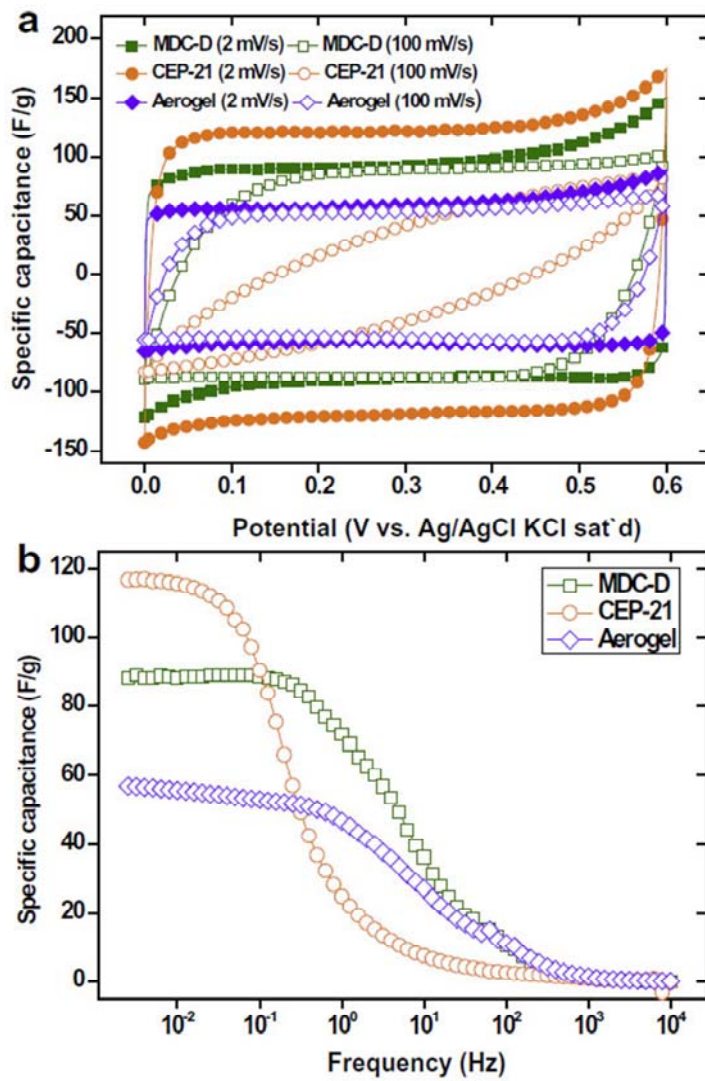 a
MDC-D (2 mV/s) MDC-D (100 mV/s)
CEP-21 (2 mV/s) CEP-21 (100 mV/s)
Aerogel (2 mV/s) Aerogel (100 mV/s)
Specific capacitance (F/g)
200
150
100
50
0
-50
-100
-150
0.0 0.1 0.2 0.3 0.4 0.5 0.6
Potential (V vs. Ag/AgCl KCl sat`d)
b
MDC-D
CEP-21
Aerogel
Specific capacitance (F/g)
120
100
80
60
40
20
0
10⁻² 10⁻¹ 10⁰ 10¹ 10² 10³ 10⁴
Frequency (Hz)